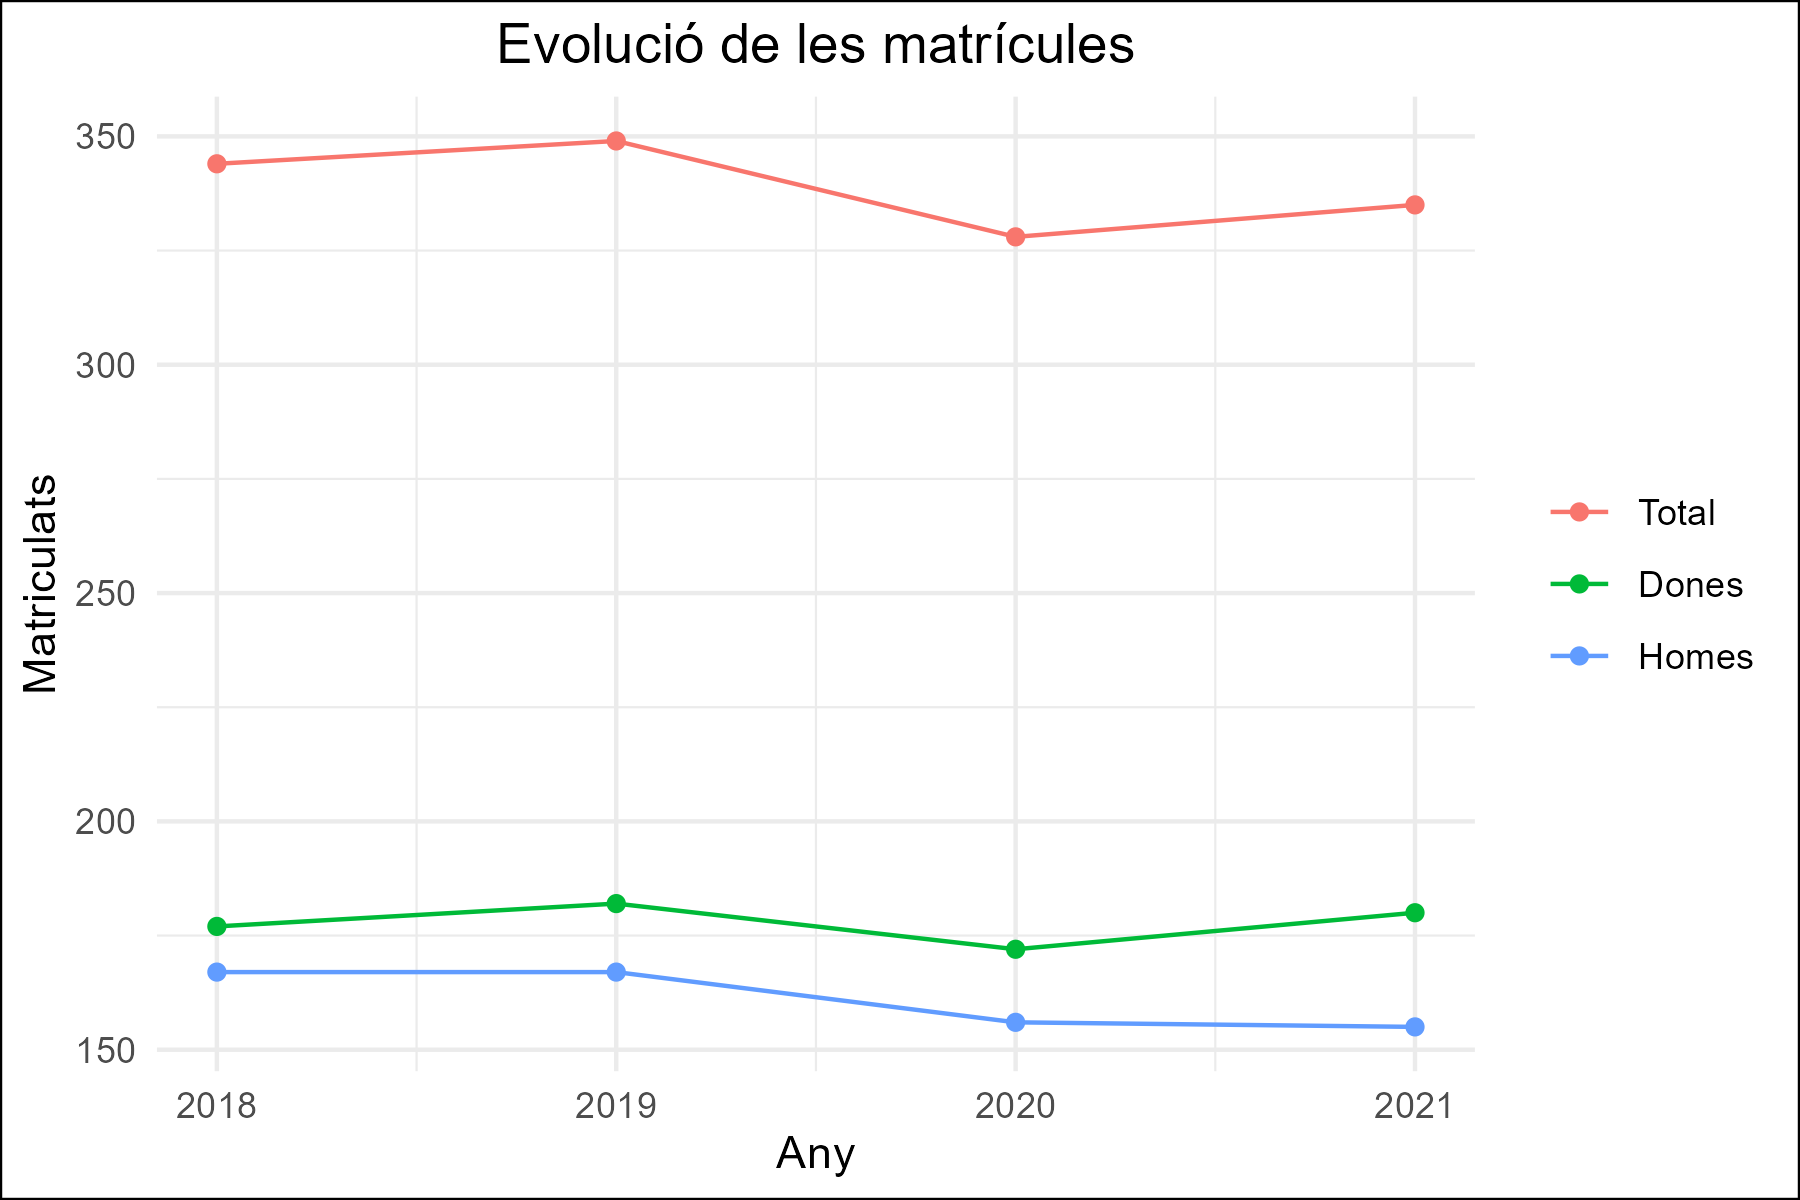 Evolució de les matrícules
350
300
250
200
150
Matriculats
2018 2019 2020 2021
Any
Total
Dones
Homes